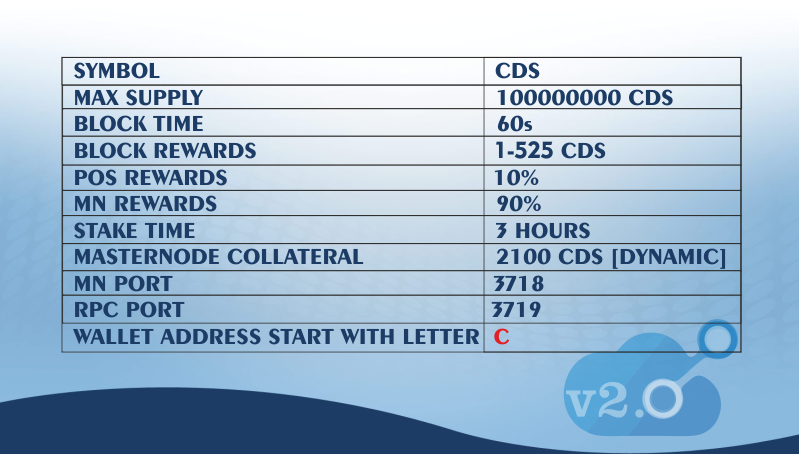 SYMBOL CDS
MAX SUPPLY 100000000 CDS
BLOCK TIME 60s
BLOCK REWARDS 1-525 CDS
POS REWARDS 10%
MN REWARDS 90%
STAKE TIME 3 HOURS
MASTERNODE COLLATERAL 2100 CDS [DYNAMIC]
MN PORT 3718
RPC PORT 3719
WALLET ADDRESS START WITH LETTER C
v2.0